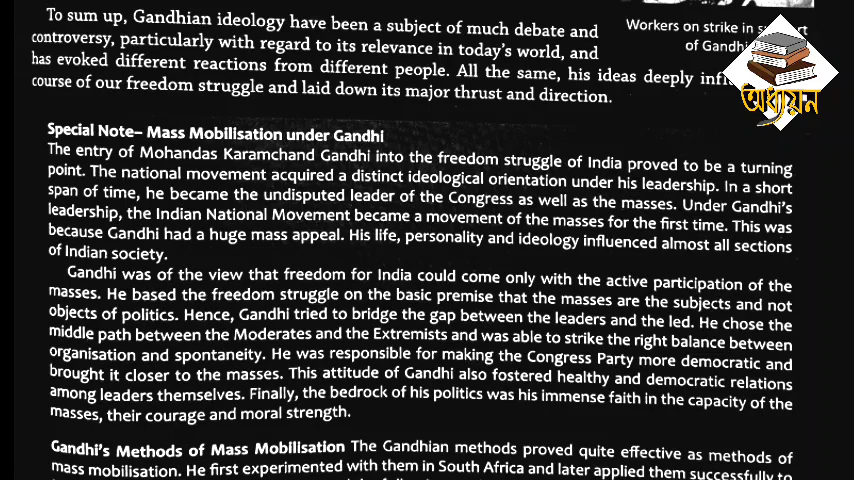 To sum up, Gandhian ideology have been a subject of much debate and
controversy, particularly with regard to its relevance in today's world, and
has evoked different reactions from different people. All the same, his ideas deeply
course of our freedom struggle and laid down its major thrust and direction.
Workers on strike in
of
অধ্যয়ন
Special Note– Mass Mobilisation under Gandhi
The entry of Mohandas Karamchand Gandhi into the freedom struggle of India proved to be a turning
point. The national movement acquired a distinct ideological orientation under his leadership. In a short
span of time, he became the undisputed leader of the Congress as well as the masses. Under Gandhi's
leadership, the Indian National Movement became a movement of the masses for the first time. This was
because Gandhi had a huge mass appeal. His life, personality and ideology influenced almost all sections
of Indian society.
Gandhi was of the view that freedom for India could come only with the active participation of the
masses. He based the freedom struggle on the basic premise that the masses are the subjects and not
objects of politics. Hence, Gandhi tried to bridge the gap between the leaders and the led. He chose the
middle path between the Moderates and the Extremists and was able to strike the right balance between
organisation and spontaneity. He was responsible for making the Congress Party more democratic and
brought it closer to the masses. This attitude of Gandhi also fostered healthy and democratic relations
among leaders themselves. Finally, the bedrock of his politics was his immense faith in the capacity of the
masses, their courage and moral strength.
Gandhi's Methods of Mass Mobilisation The Gandhian methods proved quite effective as methods of
mass mobilisation. He first experimented with them in South Africa and later applied them successfully to